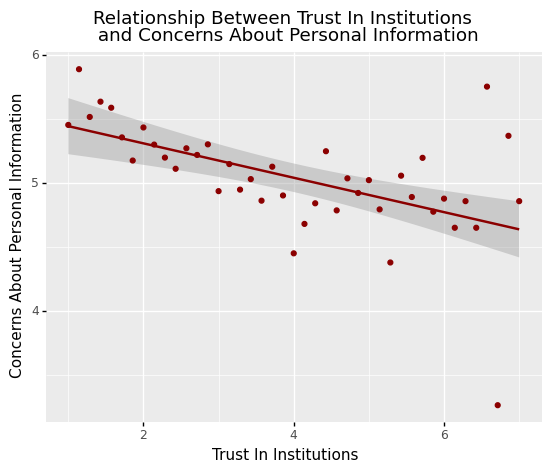 Relationship Between Trust In Institutions
and Concerns About Personal Information
6
5
4
Concerns About Personal Information
2
4
6
Trust In Institutions